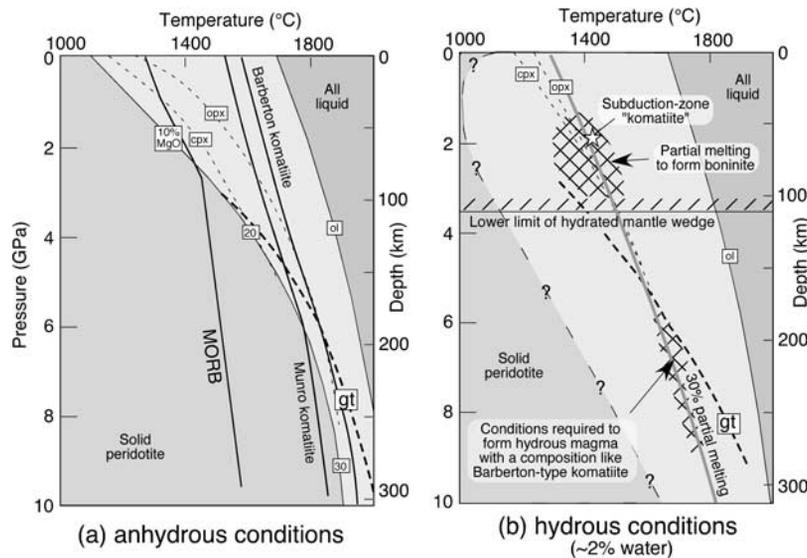 Temperature (°C)
1000
1400
1800
0
2
4
6
8
10
Pressure (GPa)
0
100
200
300
Depth (km)
All
liquid
Barberton komatiite
opx
10%
MgO
cpx
20
ol
MORB
Munro komatiite
gt
30
Solid
peridotite
(a) anhydrous conditions
Temperature (°C)
1000
1400
1800
0
2
4
6
8
10
0
100
200
300
Depth (km)
?
cpx
opx
All
liquid
Subduction-zone
"komatiite"
?
Partial melting
to form boninite
Lower limit of hydrated mantle wedge
ol
?
Solid
peridotite
?
30% partial
melting
gt
Conditions required to
form hydrous magma
with a composition like
Barberton-type komatiite
?
(b) hydrous conditions
(~2% water)